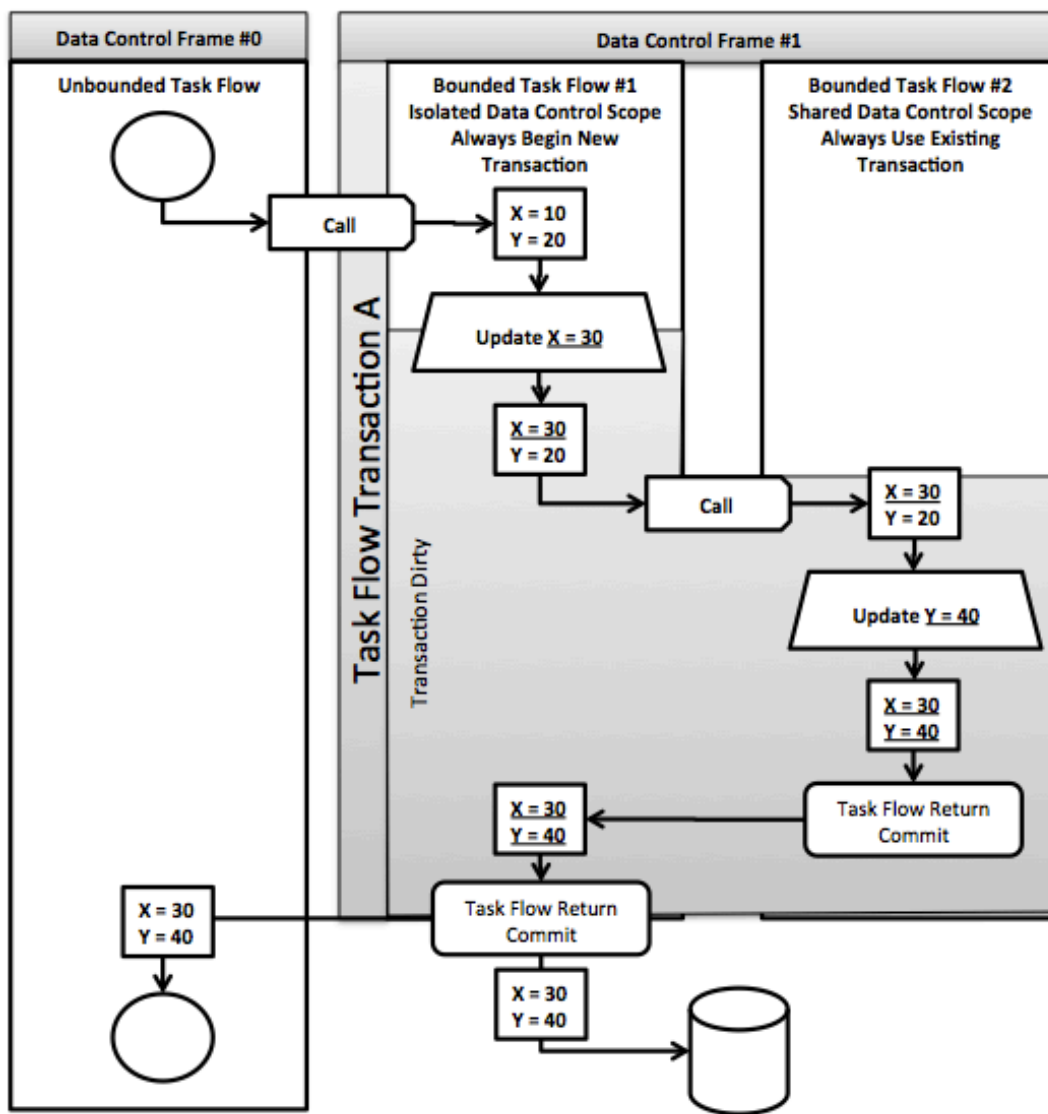 Data Control Frame #0
Data Control Frame #1
Unbounded Task Flow
Bounded Task Flow #1
Isolated Data Control Scope
Always Begin New
Transaction
Bounded Task Flow #2
Shared Data Control Scope
Always Use Existing
Transaction
Call
X = 10
Y = 20
Task Flow Transaction A
Update X = 30
X = 30
Y = 20
Call
X = 30
Y = 20
Transaction Dirty
Update Y = 40
X = 30
Y = 40
Task Flow Return
Commit
X = 30
Y = 40
Task Flow Return
Commit
X = 30
Y = 40
X = 30
Y = 40